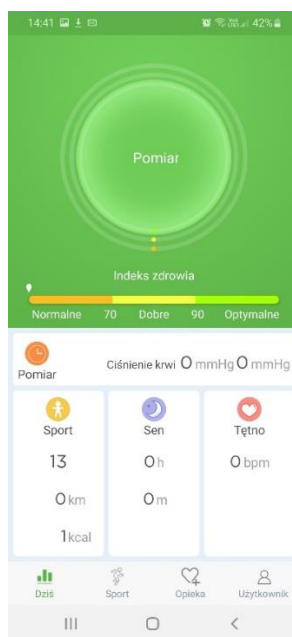 14:41 42%
Pomiar
Indeks zdrowia
Normalne 70 Dobre 90 Optymalne
Pomiar
Ciśnienie krwi 0 mmHg 0 mmHg
Sport Sen Tętno
13 0 h 0 bpm
0 km 0 m
1 kcal
Dziś Sport Opieka Użytkownik